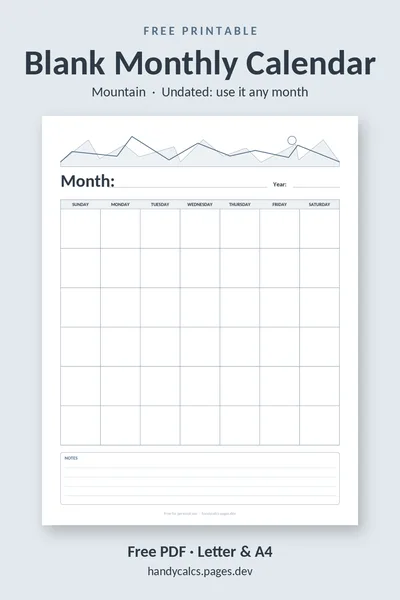 FREE PRINTABLE
Blank Monthly Calendar
Mountain · Undated: use it any month
Month: Year:
SUNDAY MONDAY TUESDAY WEDNESDAY THURSDAY FRIDAY SATURDAY
NOTES
Free PDF · Letter & A4
handycalcs.pages.dev